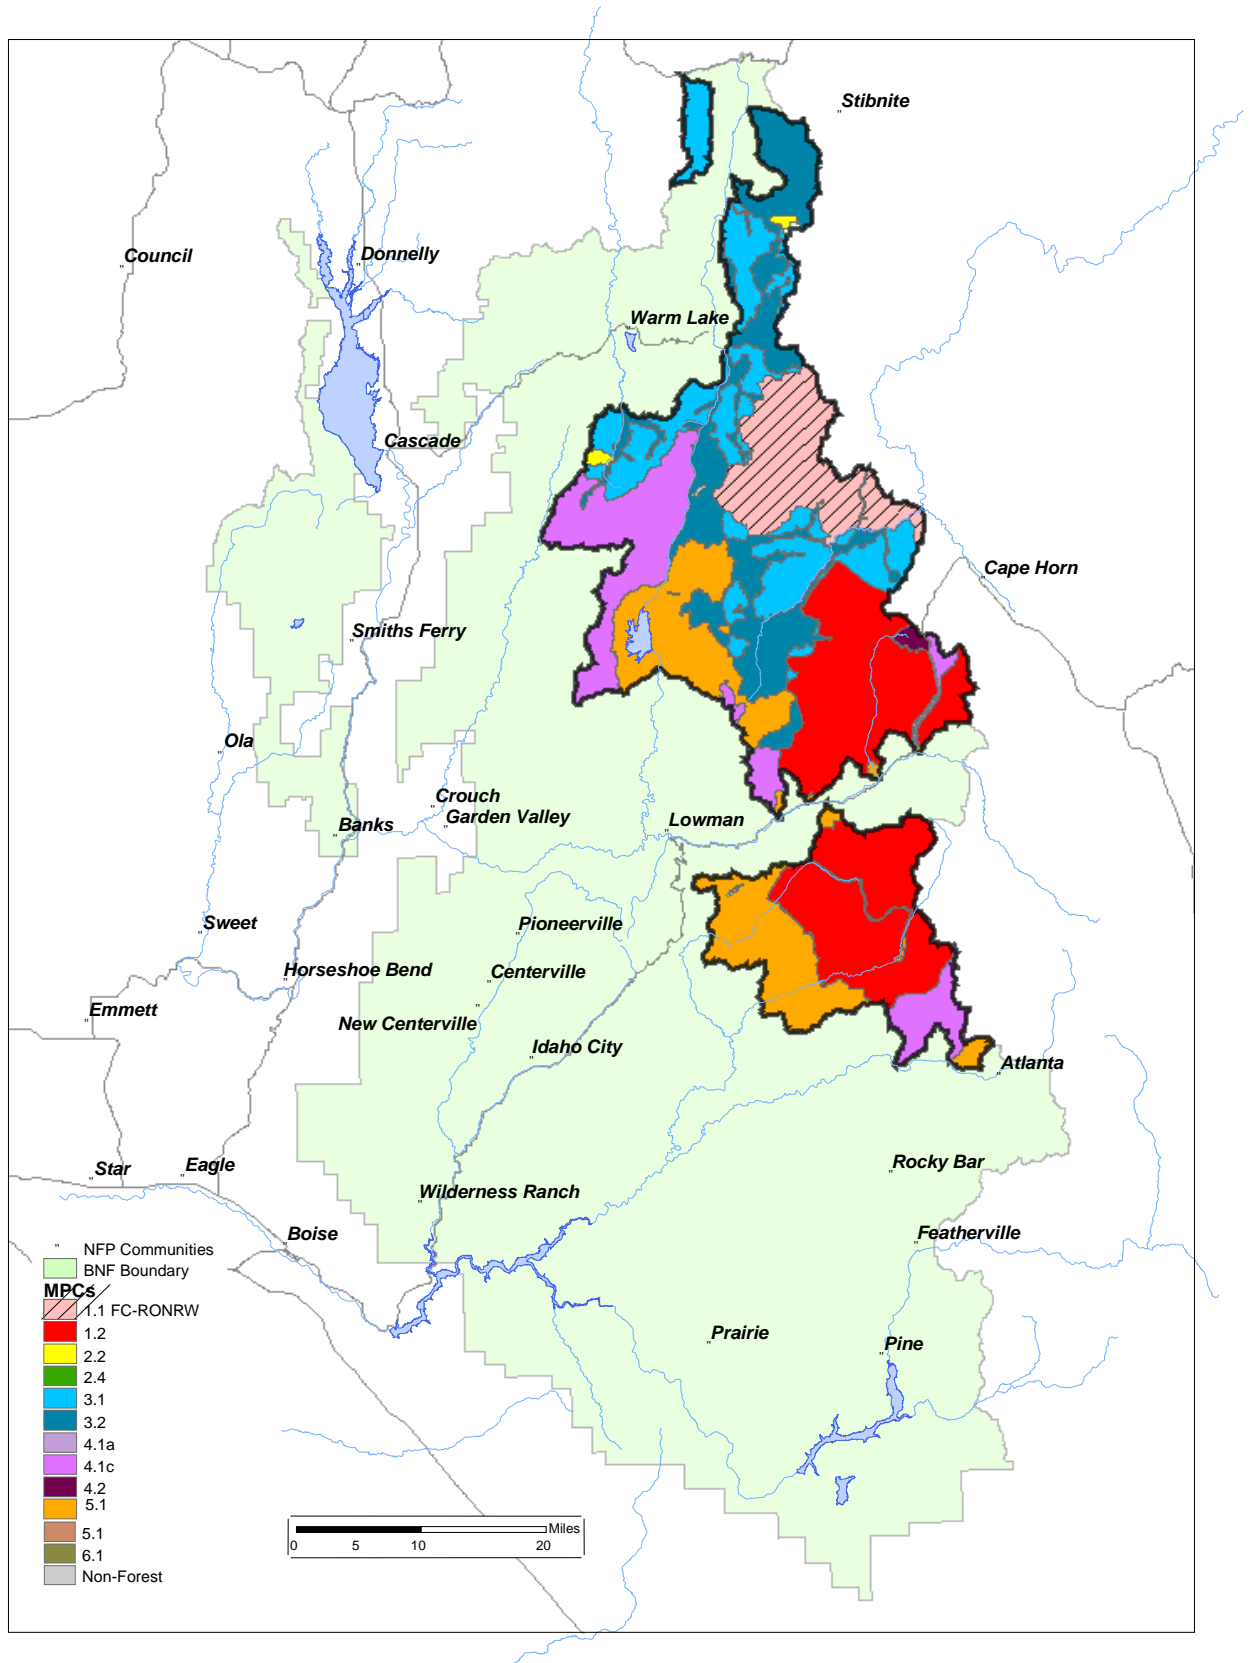 Stibnite
Council
Donnelly
Warm Lake
Cascade
Cape Horn
Smiths Ferry
Ola
Crouch
Garden Valley
Banks
Lowman
Sweet
Pioneerville
Horseshoe Bend
Centerville
Emmett
New Centerville
Idaho City
Atlanta
Star
Eagle
Rocky Bar
Wilderness Ranch
Boise
Featherville
Prairie
Pine
" NFP Communities
BNF Boundary
MPCs
1.1 FC-RONRW
1.2
2.2
2.4
3.1
3.2
4.1a
4.1c
4.2
5.1
5.1
6.1
Non-Forest
Miles
0 5 10 20